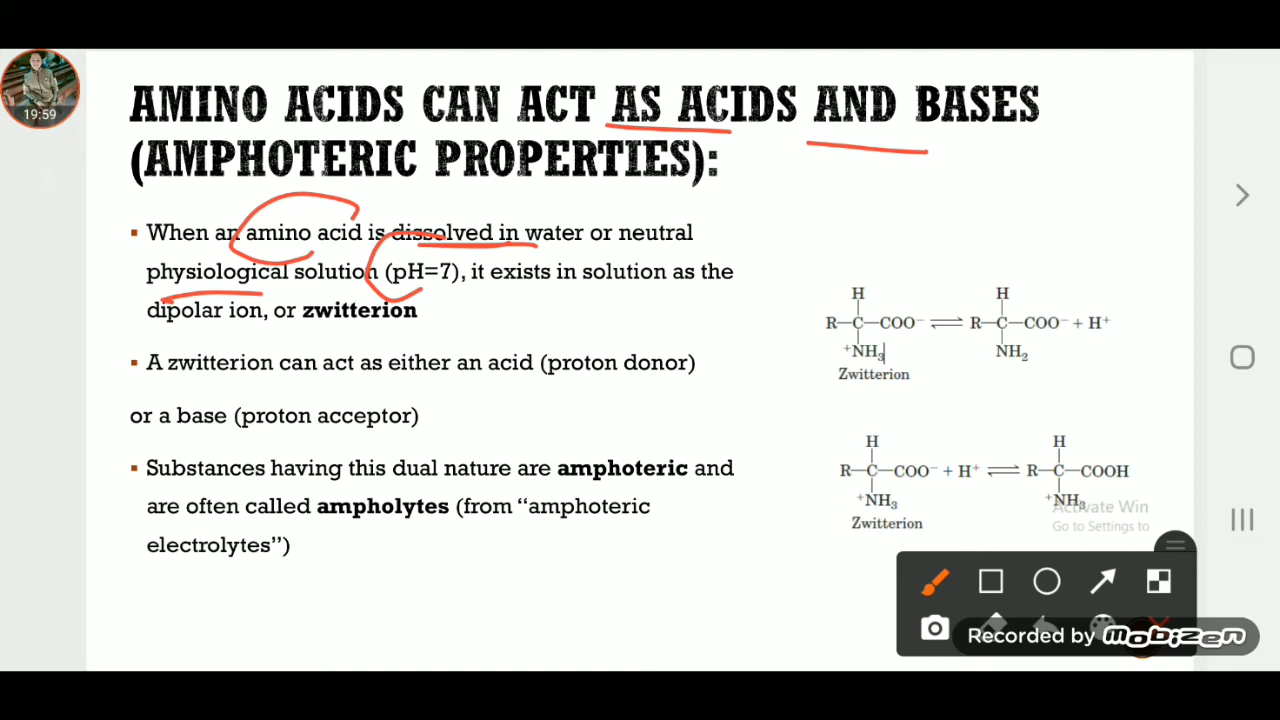 19:59
AMINO ACIDS CAN ACT AS ACIDS AND BASES
(AMPHOTERIC PROPERTIES):
▪ When an amino acid is dissolved in water or neutral
physiological solution (pH=7), it exists in solution as the
dipolar ion, or zwitterion
▪ A zwitterion can act as either an acid (proton donor)
or a base (proton acceptor)
▪ Substances having this dual nature are amphoteric and
are often called ampholytes (from “amphoteric
electrolytes”)
H H
R—C—COO⁻ ⇌ R—C—COO⁻ + H⁺
⁺NH₃ NH₂
Zwitterion
H H
R—C—COO⁻ + H⁺ ⇌ R—C—COOH
⁺NH₃ ⁺NH₃
Zwitterion
Activate Win
Go to Settings to
Recorded by mobizen